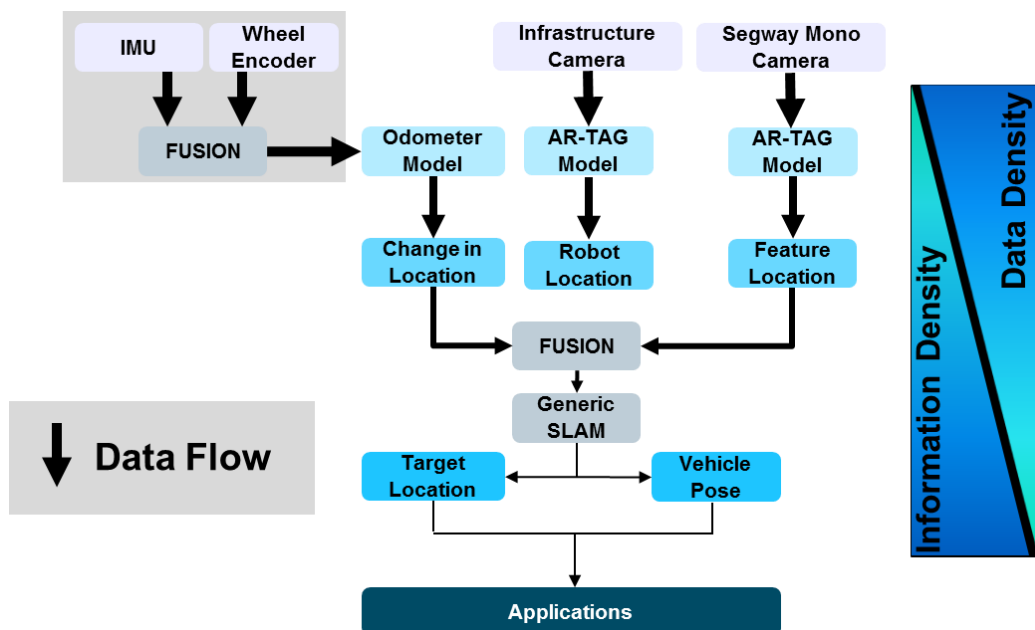 IMU
Wheel
Encoder
Infrastructure
Camera
Segway Mono
Camera
FUSION
Odometer
Model
AR-TAG
Model
AR-TAG
Model
Change in
Location
Robot
Location
Feature
Location
FUSION
Generic
SLAM
Target
Location
Vehicle
Pose
Applications
Data Flow
Information Density
Data Density